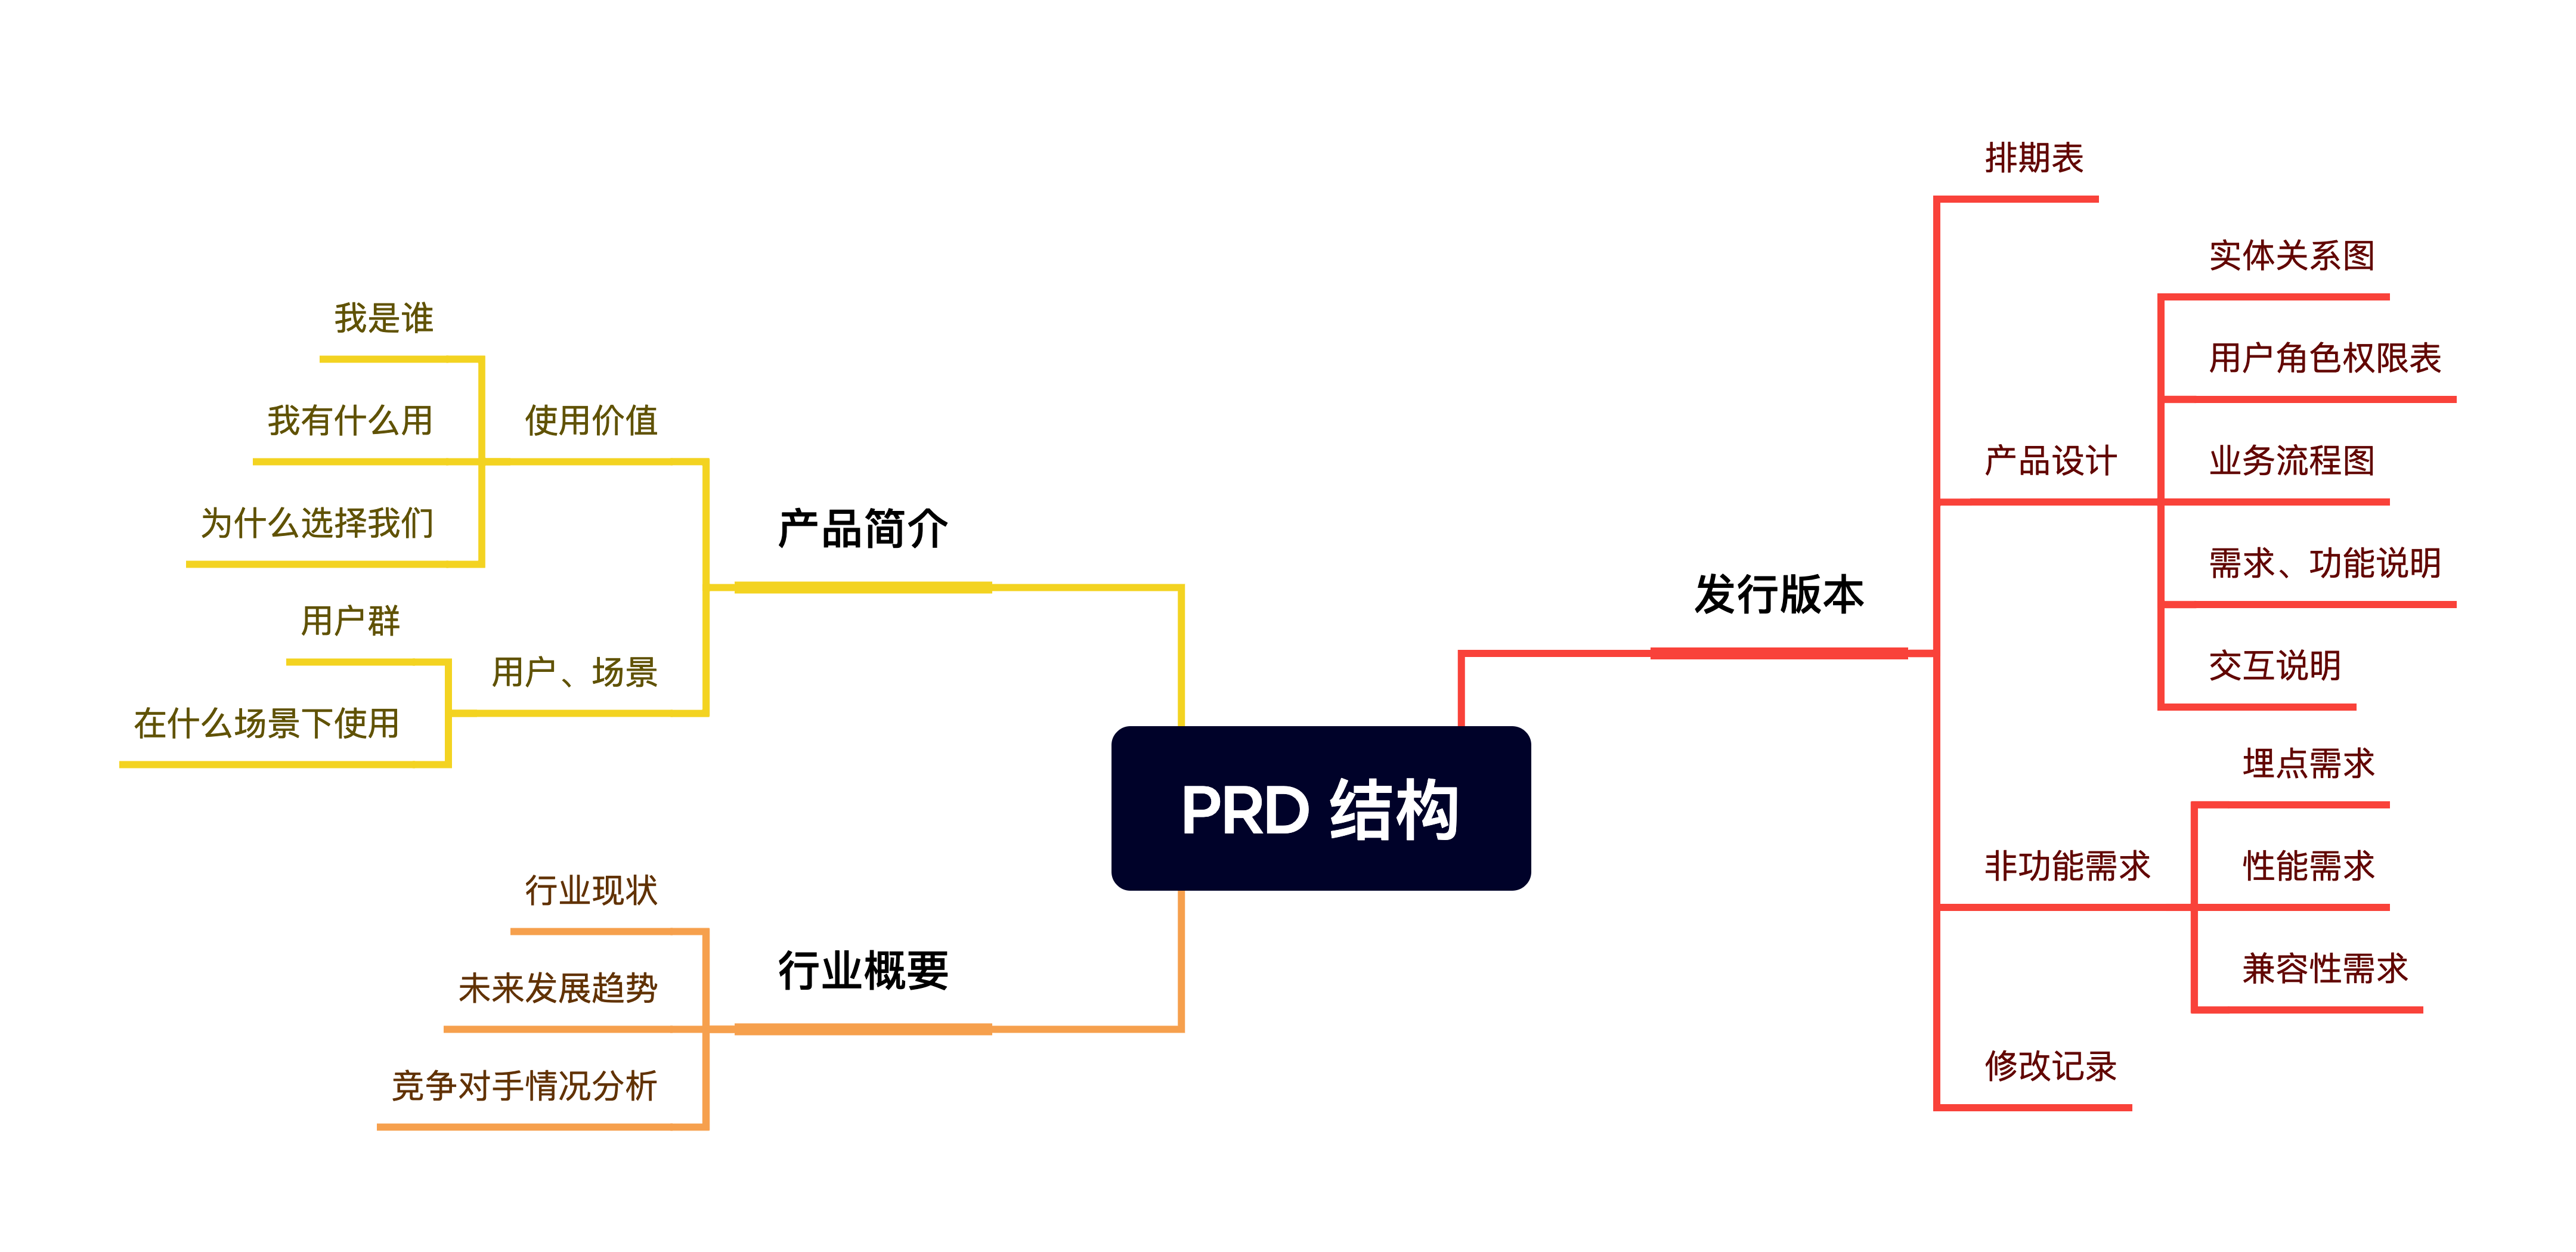 PRD 结构
发行版本
排期表
产品设计
实体关系图
用户角色权限表
业务流程图
需求、功能说明
交互说明
非功能需求
埋点需求
性能需求
兼容性需求
修改记录
产品简介
使用价值
我是谁
我有什么用
为什么选择我们
用户、场景
用户群
在什么场景下使用
行业概要
行业现状
未来发展趋势
竞争对手情况分析